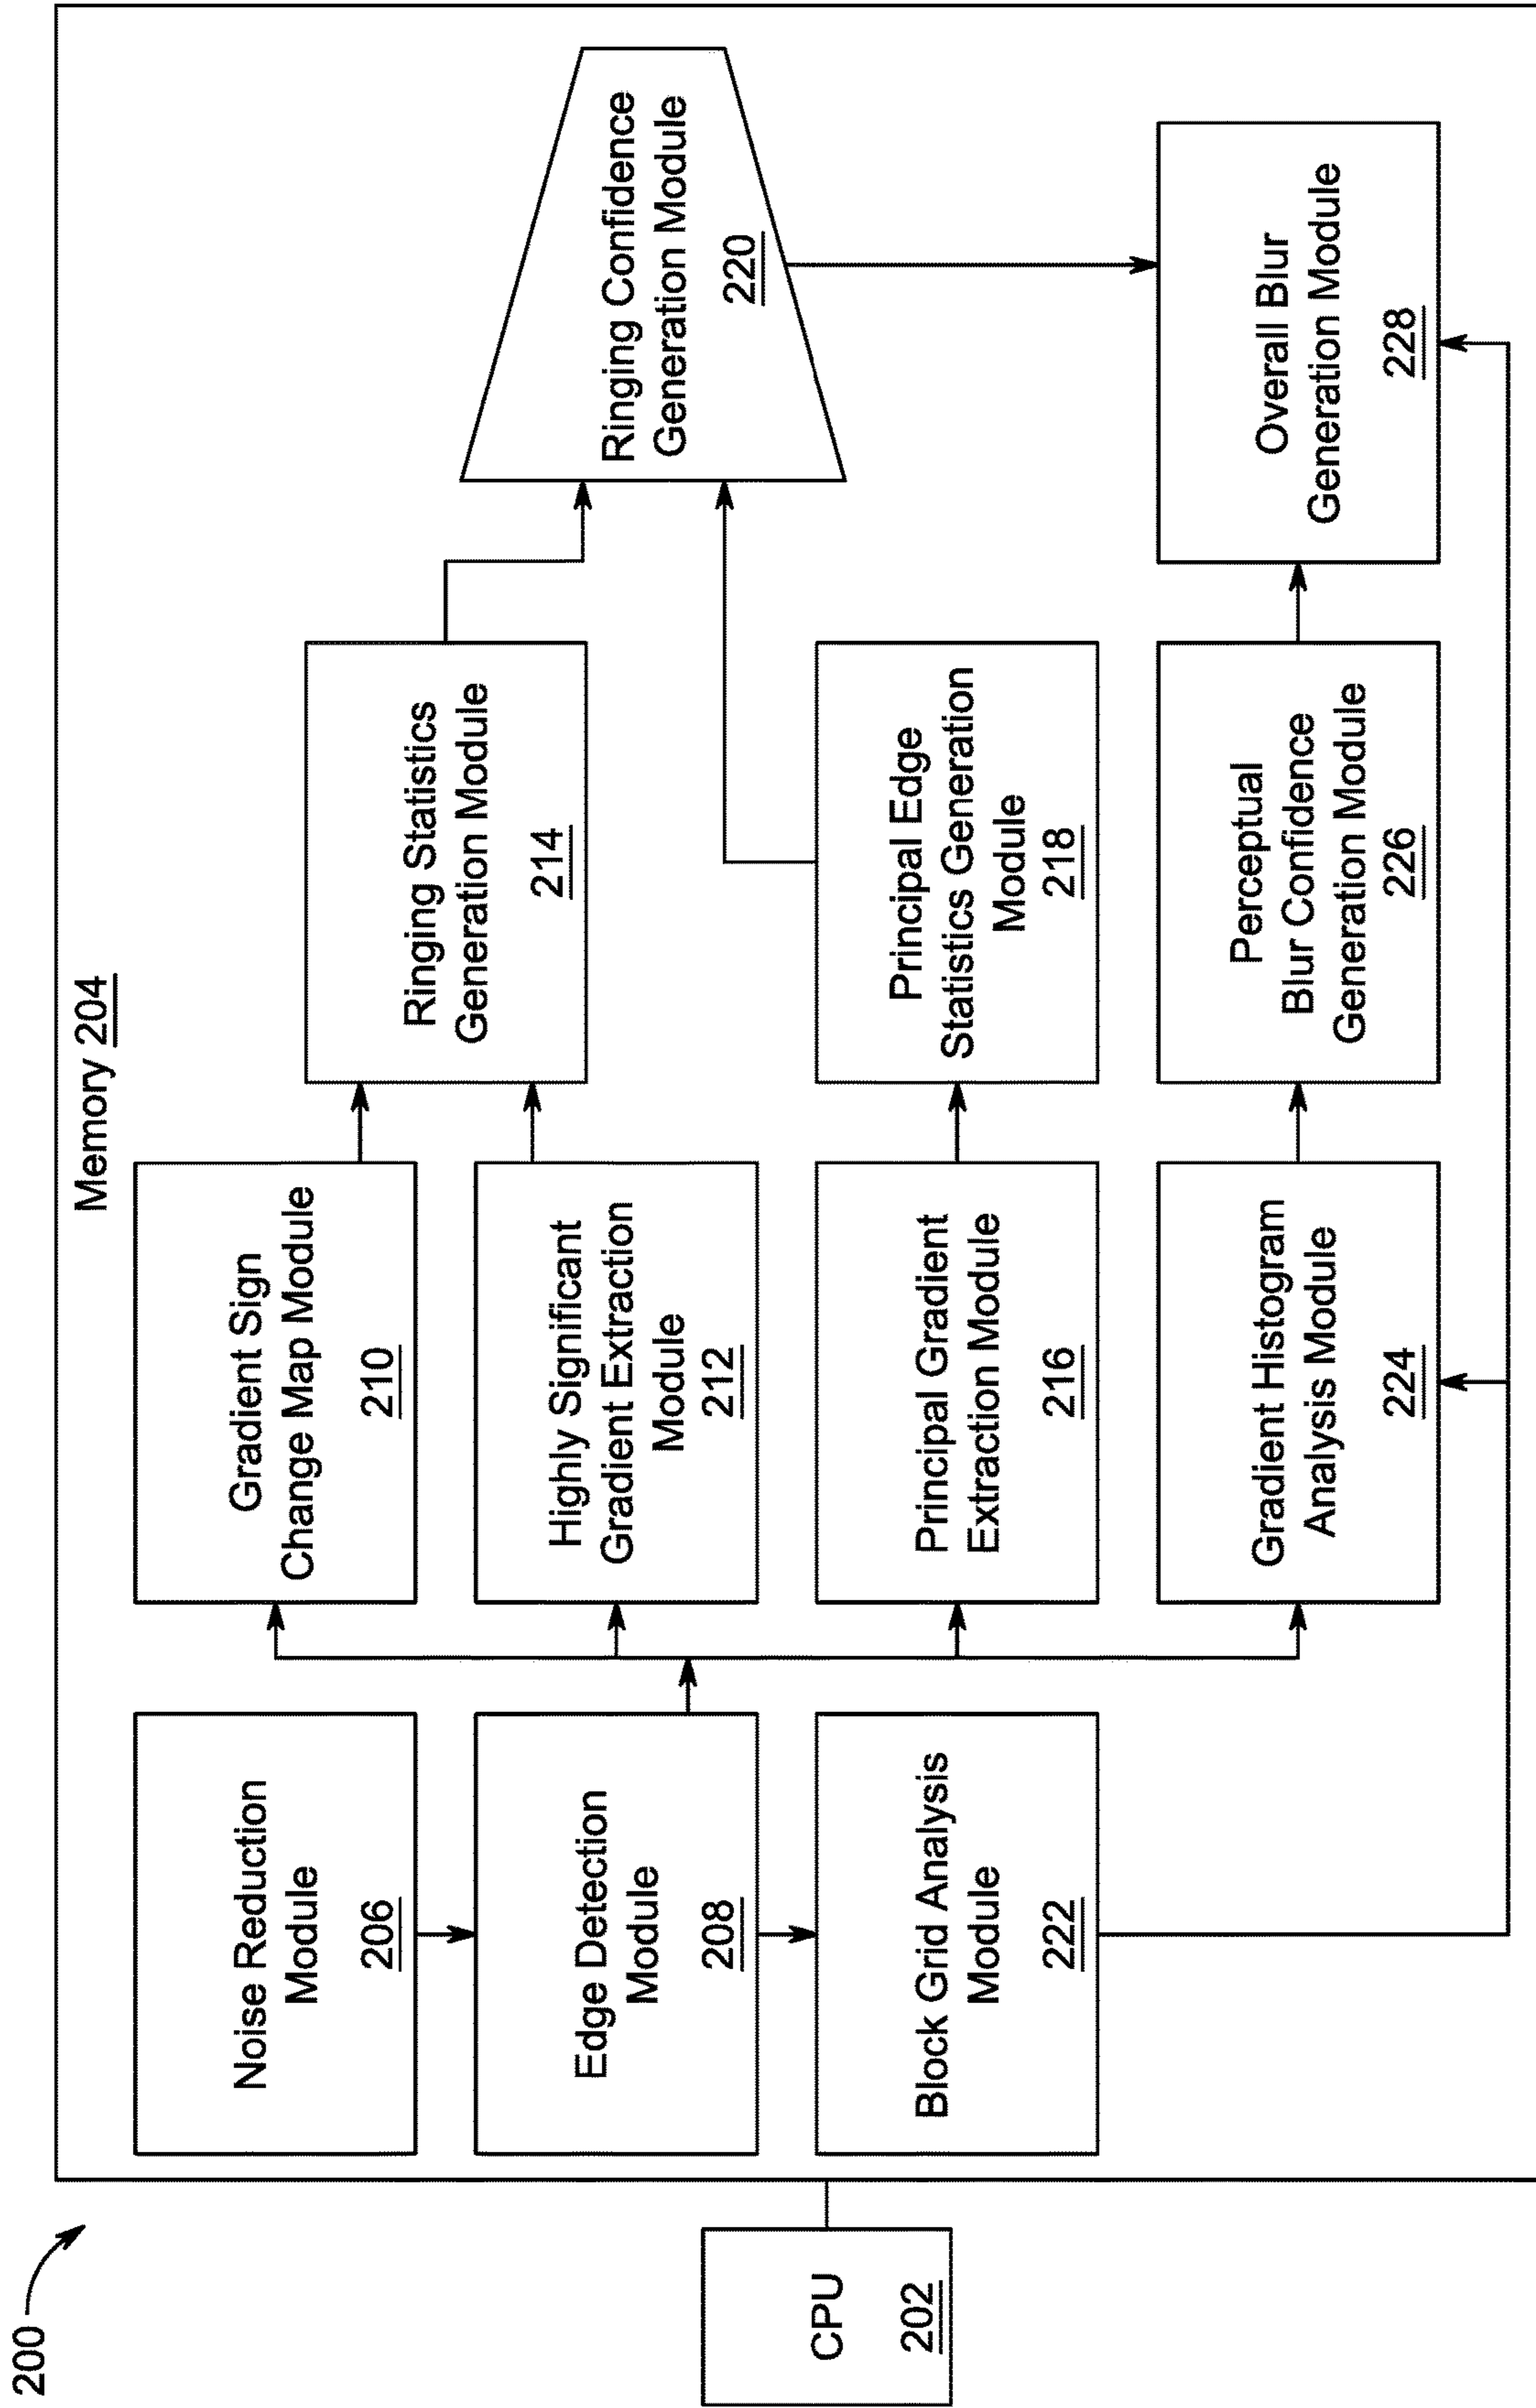 200
CPU
202
Memory 204
Noise Reduction
Module
206
Edge Detection
Module
208
Block Grid Analysis
Module
222
Gradient Sign
Change Map Module
210
Highly Significant
Gradient Extraction
Module
212
Principal Gradient
Extraction Module
216
Gradient Histogram
Analysis Module
224
Ringing Statistics
Generation Module
214
Principal Edge
Statistics Generation
Module
218
Perceptual
Blur Confidence
Generation Module
226
Ringing Confidence
Generation Module
220
Overall Blur
Generation Module
228